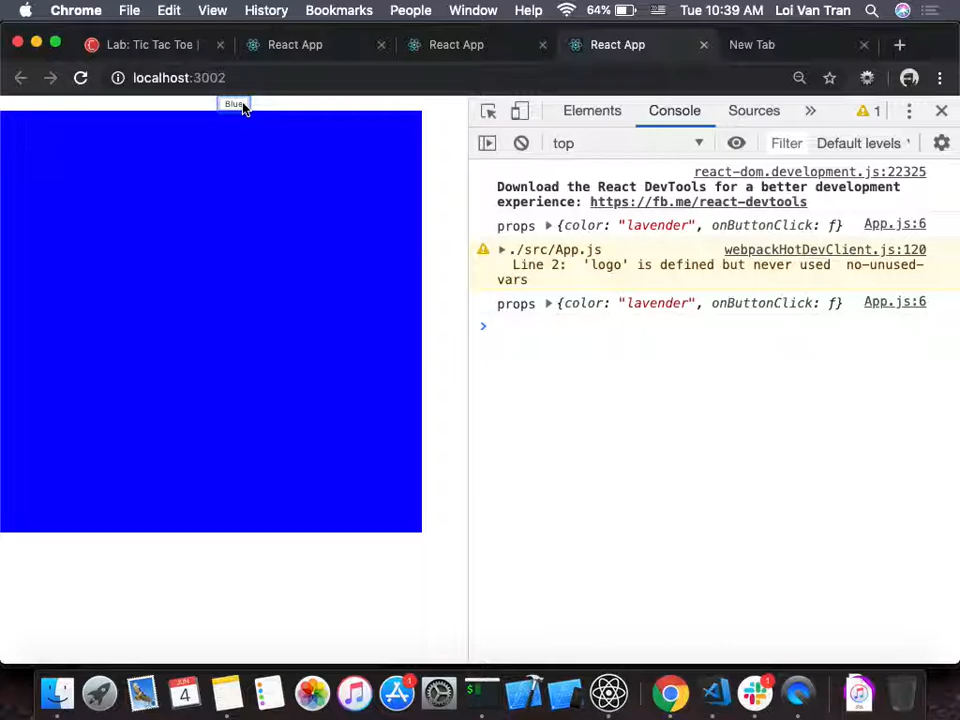 Chrome File Edit View History Bookmarks People Window Help 64% Tue 10:39 AM Loi Van Tran
Lab: Tic Tac Toe | React App React App React App New Tab
localhost:3002
Blue
Elements Console Sources 1
top Filter Default levels
react-dom.development.js:22325
Download the React DevTools for a better development
experience: https://fb.me/react-devtools
props {color: "lavender", onButtonClick: ƒ} App.js:6
./src/App.js webpackHotDevClient.js:120
Line 2: 'logo' is defined but never used no-unused-
vars
props {color: "lavender", onButtonClick: ƒ} App.js:6
JUN
4
1
1